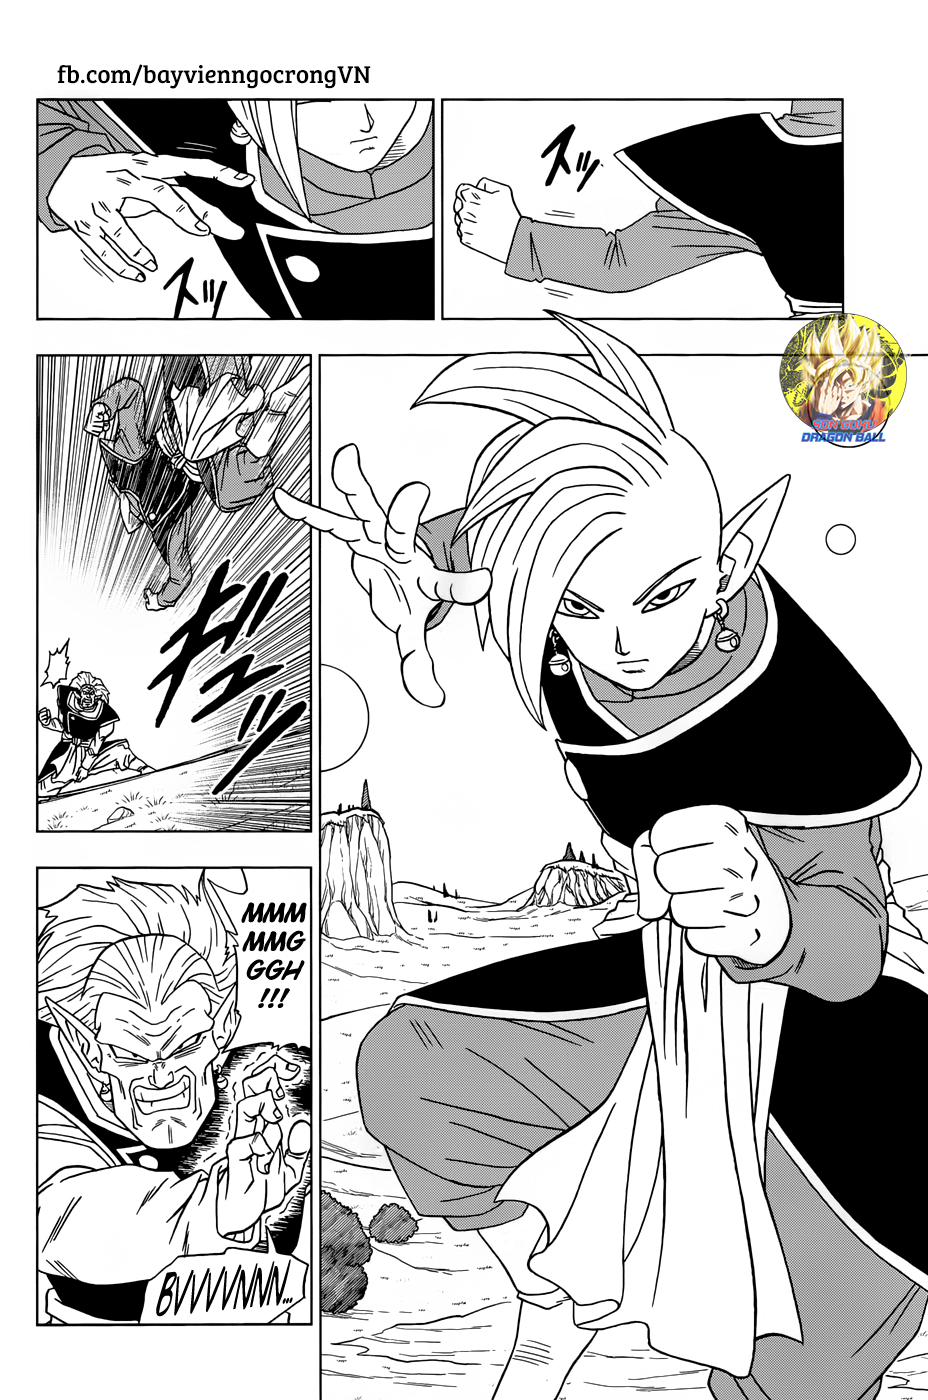 fb.com/bayvienngocrongVN
スッ
スッ
SON GOKU
DRAGON BALL
ギュッ
MMM
MMG
GGH
!!!
BVVVVNNN...